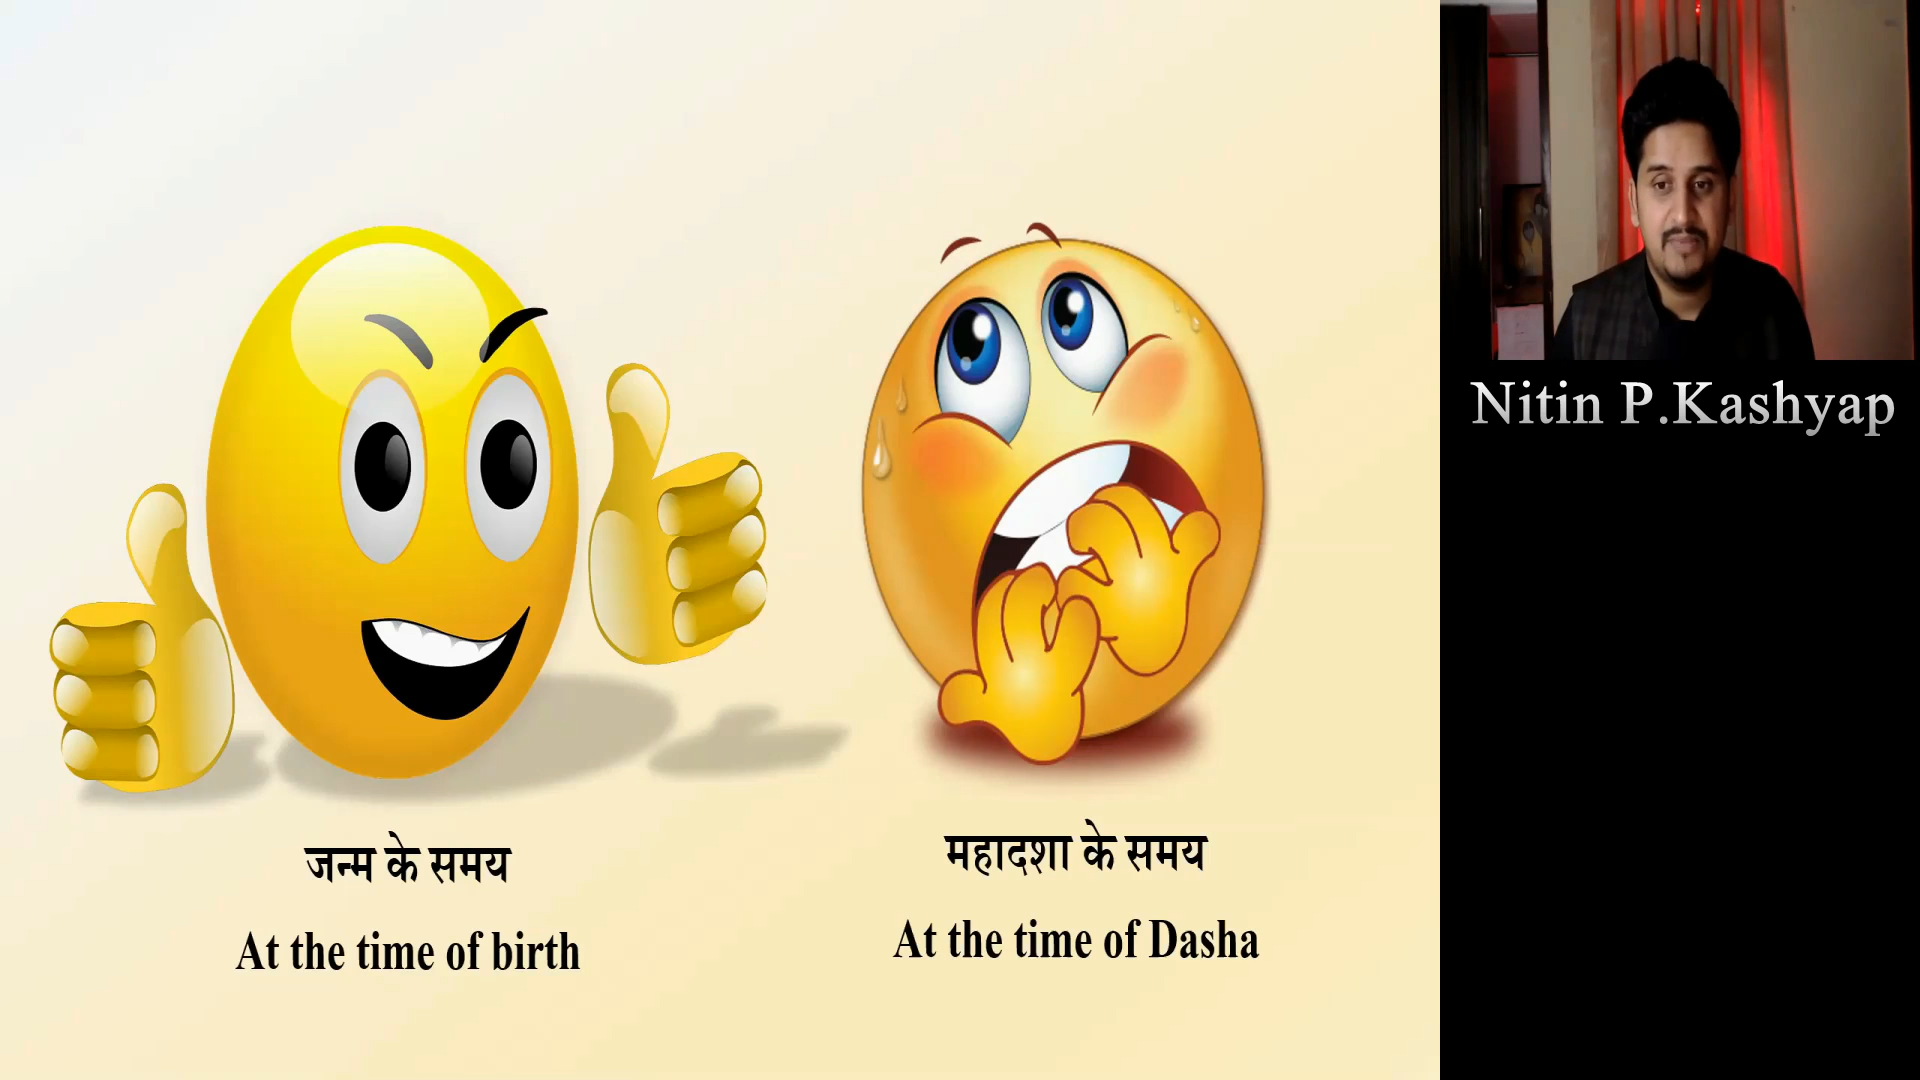 जन्म के समय
At the time of birth
महादशा के समय
At the time of Dasha
Nitin P.Kashyap